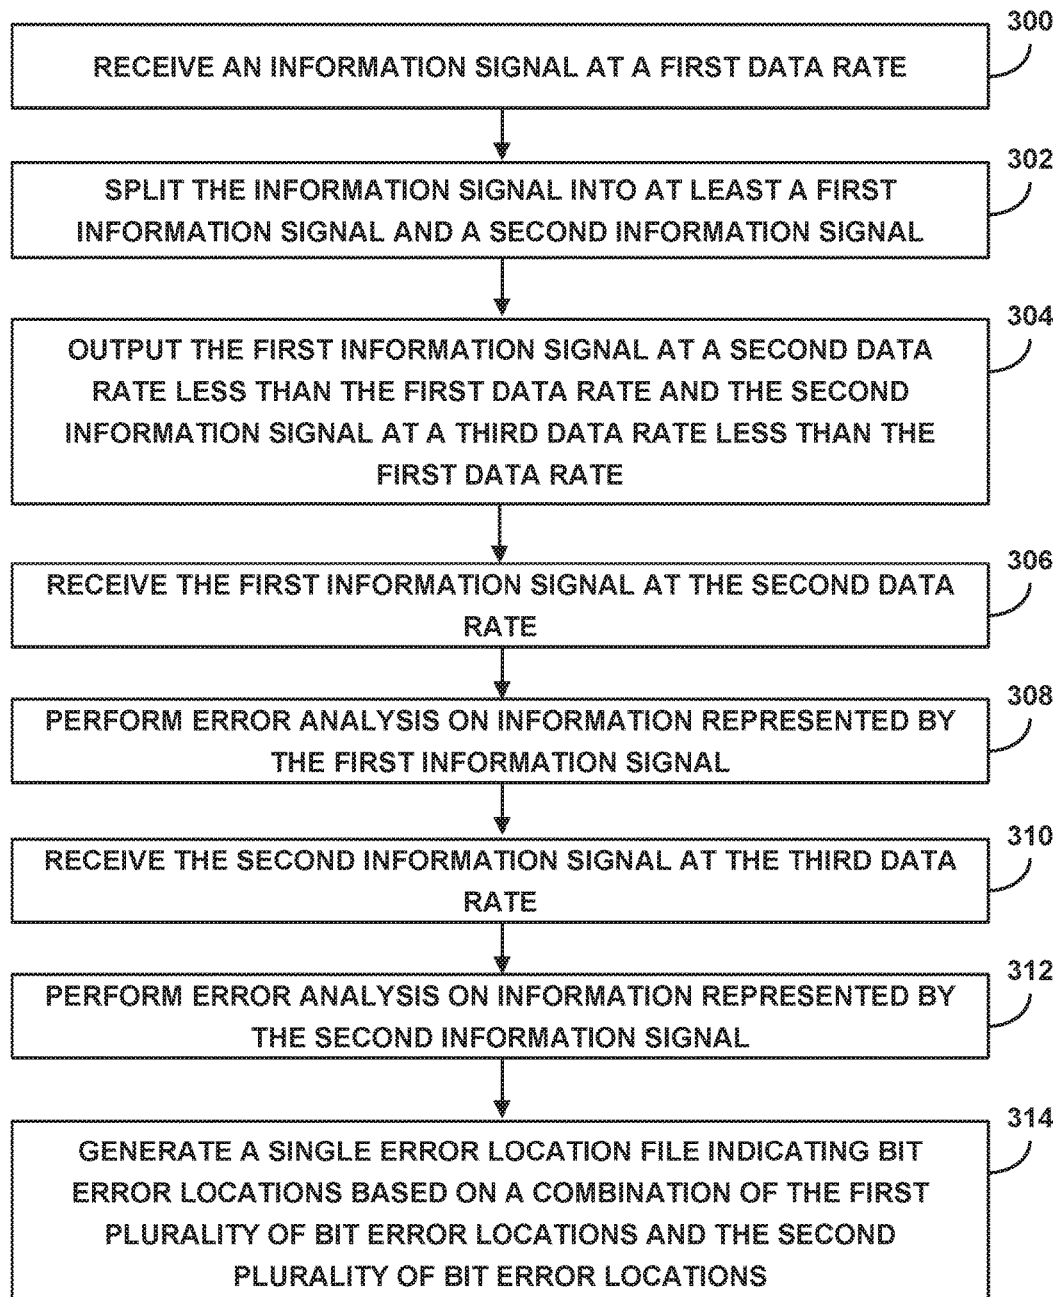 300
RECEIVE AN INFORMATION SIGNAL AT A FIRST DATA RATE
302
SPLIT THE INFORMATION SIGNAL INTO AT LEAST A FIRST
INFORMATION SIGNAL AND A SECOND INFORMATION SIGNAL
304
OUTPUT THE FIRST INFORMATION SIGNAL AT A SECOND DATA
RATE LESS THAN THE FIRST DATA RATE AND THE SECOND
INFORMATION SIGNAL AT A THIRD DATA RATE LESS THAN THE
FIRST DATA RATE
306
RECEIVE THE FIRST INFORMATION SIGNAL AT THE SECOND DATA
RATE
308
PERFORM ERROR ANALYSIS ON INFORMATION REPRESENTED BY
THE FIRST INFORMATION SIGNAL
310
RECEIVE THE SECOND INFORMATION SIGNAL AT THE THIRD DATA
RATE
312
PERFORM ERROR ANALYSIS ON INFORMATION REPRESENTED BY
THE SECOND INFORMATION SIGNAL
314
GENERATE A SINGLE ERROR LOCATION FILE INDICATING BIT
ERROR LOCATIONS BASED ON A COMBINATION OF THE FIRST
PLURALITY OF BIT ERROR LOCATIONS AND THE SECOND
PLURALITY OF BIT ERROR LOCATIONS